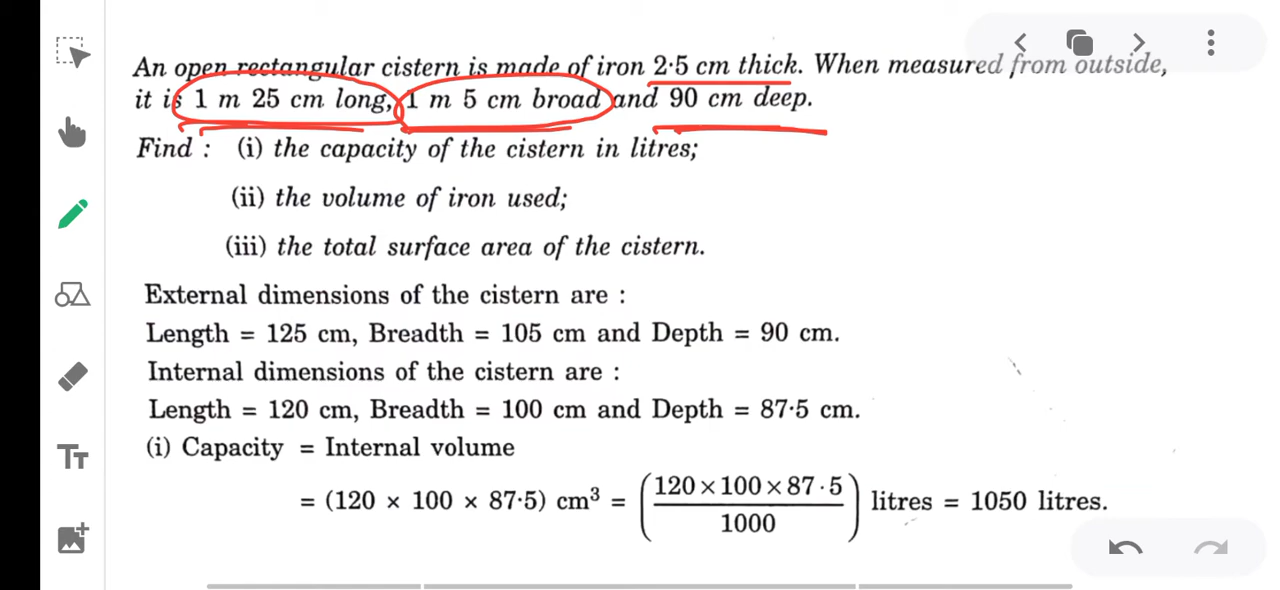 An open rectangular cistern is made of iron 2·5 cm thick. When measured from outside,
it is 1 m 25 cm long, 1 m 5 cm broad and 90 cm deep.
Find : (i) the capacity of the cistern in litres;
(ii) the volume of iron used;
(iii) the total surface area of the cistern.
External dimensions of the cistern are :
Length = 125 cm, Breadth = 105 cm and Depth = 90 cm.
Internal dimensions of the cistern are :
Length = 120 cm, Breadth = 100 cm and Depth = 87·5 cm.
(i) Capacity = Internal volume
= (120 × 100 × 87·5) cm³ = (120 × 100 × 87·5 / 1000) litres = 1050 litres.
TT